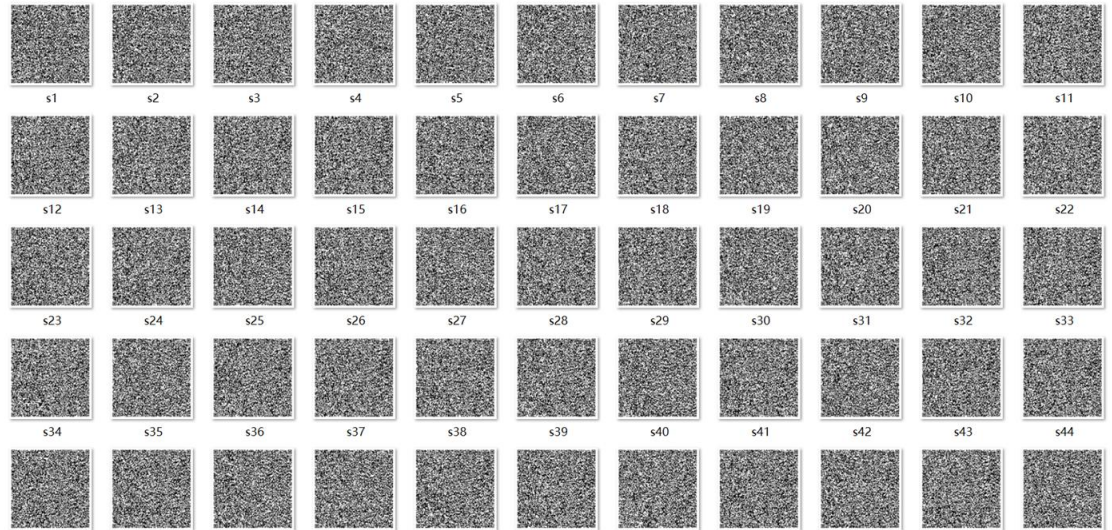 s1 s2 s3 s4 s5 s6 s7 s8 s9 s10 s11
s12 s13 s14 s15 s16 s17 s18 s19 s20 s21 s22
s23 s24 s25 s26 s27 s28 s29 s30 s31 s32 s33
s34 s35 s36 s37 s38 s39 s40 s41 s42 s43 s44